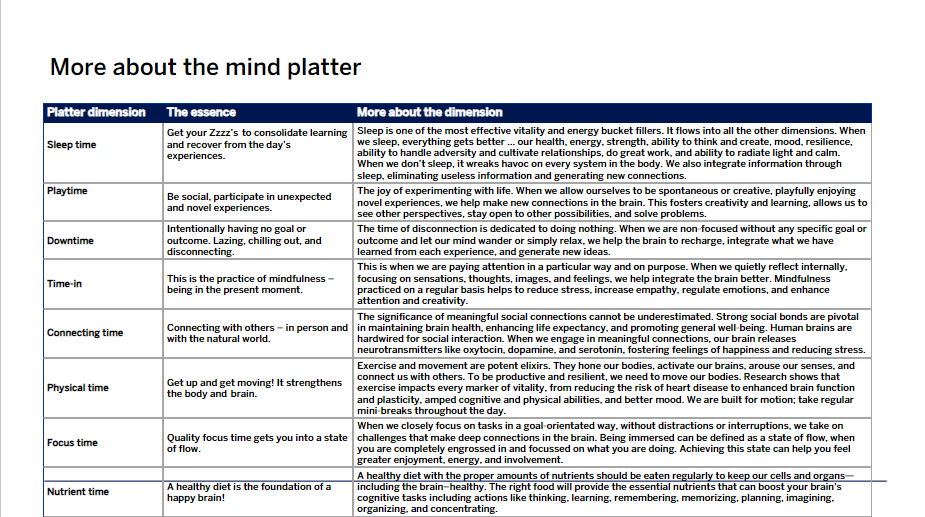 More about the mind platter
Platter dimension The essence More about the dimension
Sleep time
Get your Zzzz's to consolidate learning
and recover from the day's
experiences.
Sleep is one of the most effective vitality and energy bucket fillers. It flows into all the other dimensions. When
we sleep, everything gets better ... our health, energy, strength, ability to think and create, mood, resilience,
ability to handle adversity and cultivate relationships, do great work, and ability to radiate light and calm.
When we don't sleep, it wreaks havoc on every system in the body. We also integrate information through
sleep, eliminating useless information and generating new connections.
Playtime
Be social, participate in unexpected
and novel experiences.
The joy of experimenting with life. When we allow ourselves to be spontaneous or creative, playfully enjoying
novel experiences, we help make new connections in the brain. This fosters creativity and learning, allows us to
see other perspectives, stay open to other possibilities, and solve problems.
Downtime
Intentionally having no goal or
outcome. Lazing, chilling out, and
disconnecting.
The time of disconnection is dedicated to doing nothing. When we are non-focused without any specific goal or
outcome and let our mind wander or simply relax, we help the brain to recharge, integrate what we have
learned from each experience, and generate new ideas.
Time-in
This is the practice of mindfulness –
being in the present moment.
This is when we are paying attention in a particular way and on purpose. When we quietly reflect internally,
focusing on sensations, thoughts, images, and feelings, we help integrate the brain better. Mindfulness
practiced on a regular basis helps to reduce stress, increase empathy, regulate emotions, and enhance
attention and creativity.
Connecting time
Connecting with others – in person and
with the natural world.
The significance of meaningful social connections cannot be underestimated. Strong social bonds are pivotal
in maintaining brain health, enhancing life expectancy, and promoting general well-being. Human brains are
hardwired for social interaction. When we engage in meaningful connections, our brain releases
neurotransmitters like oxytocin, dopamine, and serotonin, fostering feelings of happiness and reducing stress.
Physical time
Get up and get moving! It strengthens
the body and brain.
Exercise and movement are potent elixirs. They hone our bodies, activate our brains, arouse our senses, and
connect us with others. To be productive and resilient, we need to move our bodies. Research shows that
exercise impacts every marker of vitality, from reducing the risk of heart disease to enhanced brain function
and plasticity, amped cognitive and physical abilities, and better mood. We are built for motion; take regular
mini-breaks throughout the day.
Focus time
Quality focus time gets you into a state
of flow.
When we closely focus on tasks in a goal-orientated way, without distractions or interruptions, we take on
challenges that make deep connections in the brain. Being immersed can be defined as a state of flow, when
you are completely engrossed in and focussed on what you are doing. Achieving this state can help you feel
greater enjoyment, energy, and involvement.
Nutrient time
A healthy diet is the foundation of a
happy brain!
A healthy diet with the proper amounts of nutrients should be eaten regularly to keep our cells and organs—
including the brain—healthy. The right food will provide the essential nutrients that can boost your brain's
cognitive tasks including actions like thinking, learning, remembering, memorizing, planning, imagining,
organizing, and concentrating.